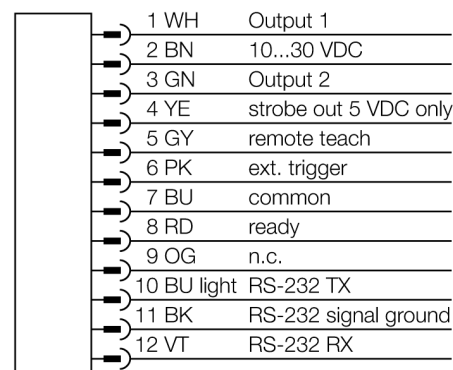 1 WH Output 1
2 BN 10...30 VDC
3 GN Output 2
4 YE strobe out 5 VDC only
5 GY remote teach
6 PK ext. trigger
7 BU common
8 RD ready
9 OG n.c.
10 BU light RS-232 TX
11 BK RS-232 signal ground
12 VT RS-232 RX